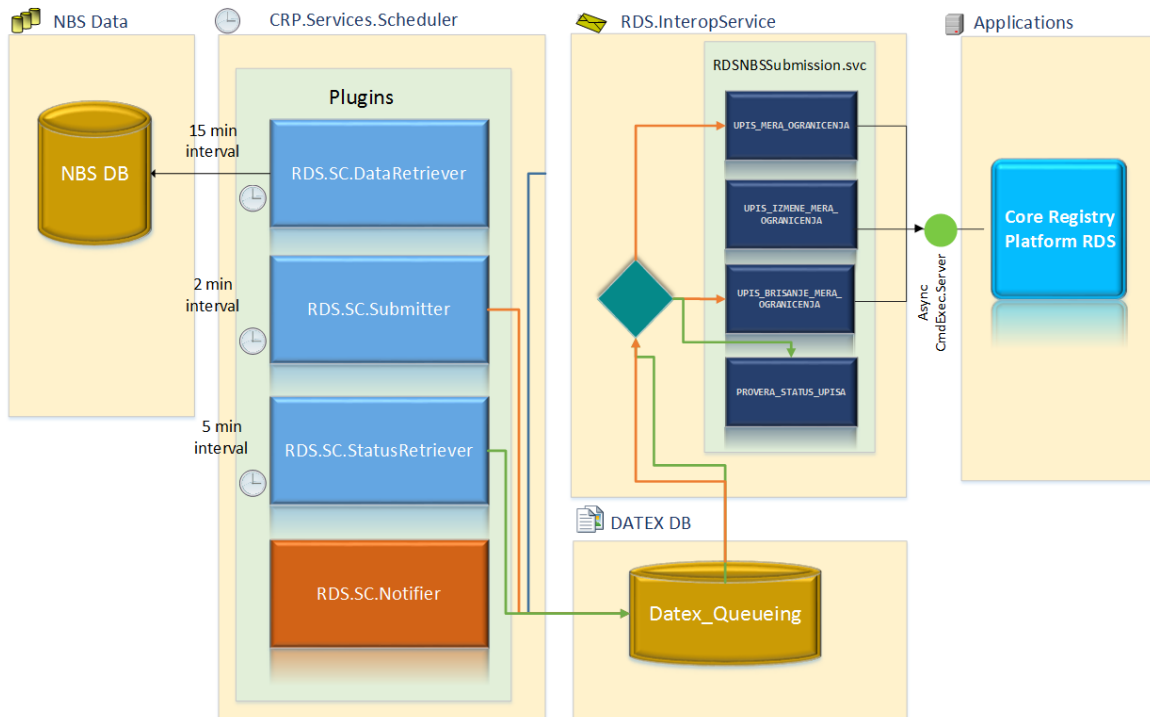 NBS Data
CRP.Services.Scheduler
RDS.InteropService
Applications
NBS DB
15 min
interval
2 min
interval
5 min
interval
Plugins
RDS.SC.DataRetriever
RDS.SC.Submitter
RDS.SC.StatusRetriever
RDS.SC.Notifier
RDSNBSSubmission.svc
UPIS_MERA_OGRANICENJA
UPIS_IZMENE_MERA_
OGRANICENJA
UPIS_BRISANJE_MERA_
OGRANICENJA
PROVERA_STATUS_UPISA
Async
CmdExec.Server
Core Registry
Platform RDS
DATEX DB
Datex_Queueing